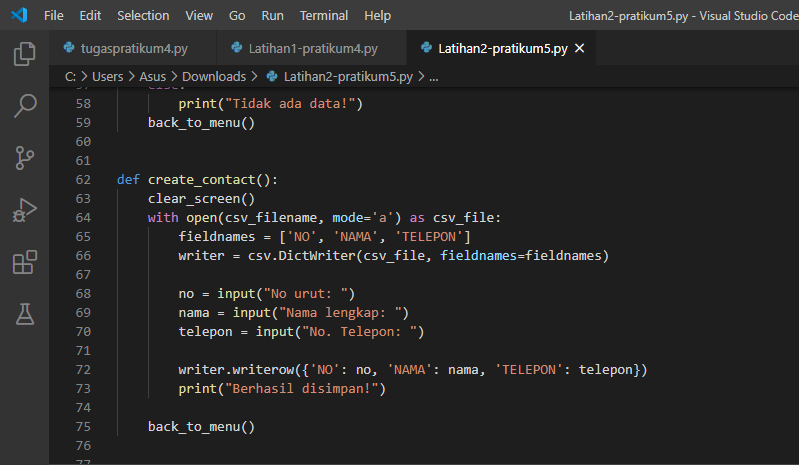 File Edit Selection View Go Run Terminal Help Latihan2-pratikum5.py - Visual Studio Code
tugaspratikum4.py Latihan1-pratikum4.py Latihan2-pratikum5.py ×
C: > Users > Asus > Downloads > Latihan2-pratikum5.py > ...
57 else:
58 print("Tidak ada data!")
59 back_to_menu()
60
61
62 def create_contact():
63 clear_screen()
64 with open(csv_filename, mode='a') as csv_file:
65 fieldnames = ['NO', 'NAMA', 'TELEPON']
66 writer = csv.DictWriter(csv_file, fieldnames=fieldnames)
67
68 no = input("No urut: ")
69 nama = input("Nama lengkap: ")
70 telepon = input("No. Telepon: ")
71
72 writer.writerow({'NO': no, 'NAMA': nama, 'TELEPON': telepon})
73 print("Berhasil disimpan!")
74
75 back_to_menu()
76
77